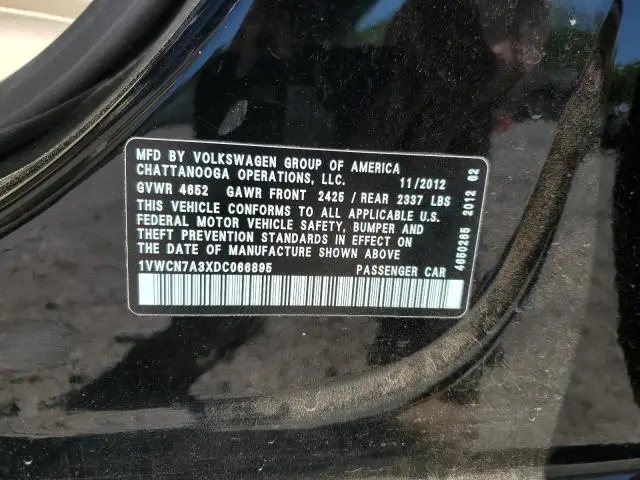 MFD BY VOLKSWAGEN GROUP OF AMERICA
CHATTANOOGA OPERATIONS, LLC. 11/2012
GVWR 4652 GAWR FRONT 2425 / REAR 2337 LBS
THIS VEHICLE CONFORMS TO ALL APPLICABLE U.S.
FEDERAL MOTOR VEHICLE SAFETY, BUMPER AND
THEFT PREVENTION STANDARDS IN EFFECT ON
THE DATE OF MANUFACTURE SHOWN ABOVE
1VWCN7A3XDC066895 PASSENGER CAR
4650265 2012 62